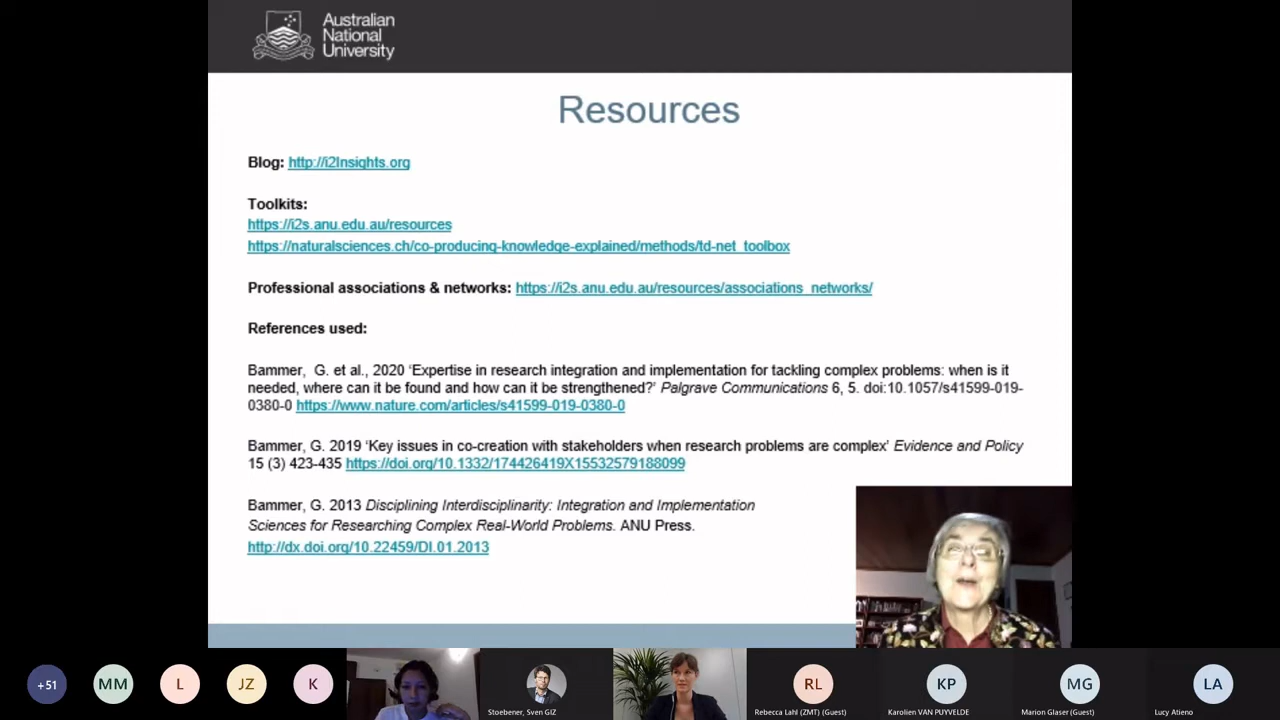 Australian
National
University
Resources
Blog: http://i2Insights.org
Toolkits:
https://i2s.anu.edu.au/resources
https://naturalsciences.ch/co-producing-knowledge-explained/methods/td-net_toolbox
Professional associations & networks: https://i2s.anu.edu.au/resources/associations_networks/
References used:
Bammer, G. et al., 2020 ‘Expertise in research integration and implementation for tackling complex problems: when is it
needed, where can it be found and how can it be strengthened?’ Palgrave Communications 6, 5. doi:10.1057/s41599-019-
0380-0 https://www.nature.com/articles/s41599-019-0380-0
Bammer, G. 2019 ‘Key issues in co-creation with stakeholders when research problems are complex’ Evidence and Policy
15 (3) 423-435 https://doi.org/10.1332/174426419X15532579188099
Bammer, G. 2013 Disciplining Interdisciplinarity: Integration and Implementation
Sciences for Researching Complex Real-World Problems. ANU Press.
http://dx.doi.org/10.22459/DI.01.2013
+51
MM
L
JZ
K
Stoebener, Sven GIZ
RL
Rebecca Lahl (ZMT) (Guest)
KP
Karolien VAN PUYVELDE
MG
Marion Glaser (Guest)
LA
Lucy Atieno